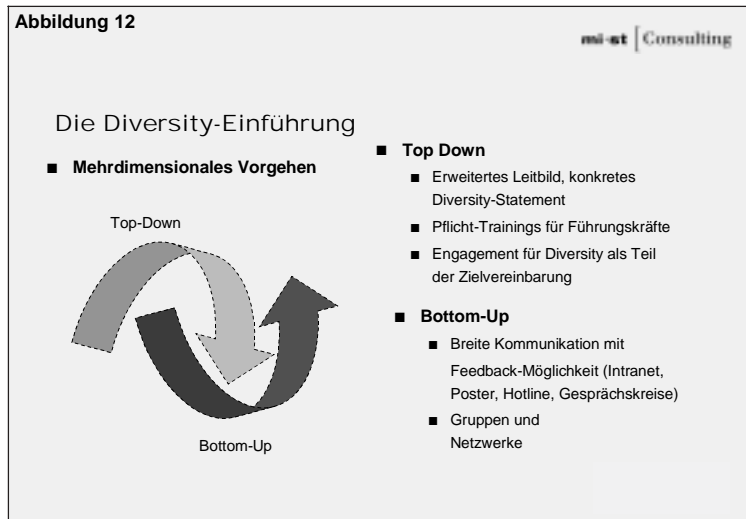 Abbildung 12
mi-st [ Consulting
Die Diversity-Einführung
■ Mehrdimensionales Vorgehen
Top-Down
Bottom-Up
■ Top Down
■ Erweitertes Leitbild, konkretes
Diversity-Statement
■ Pflicht-Trainings für Führungskräfte
■ Engagement für Diversity als Teil
der Zielvereinbarung
■ Bottom-Up
■ Breite Kommunikation mit
Feedback-Möglichkeit (Intranet,
Poster, Hotline, Gesprächskreise)
■ Gruppen und
Netzwerke